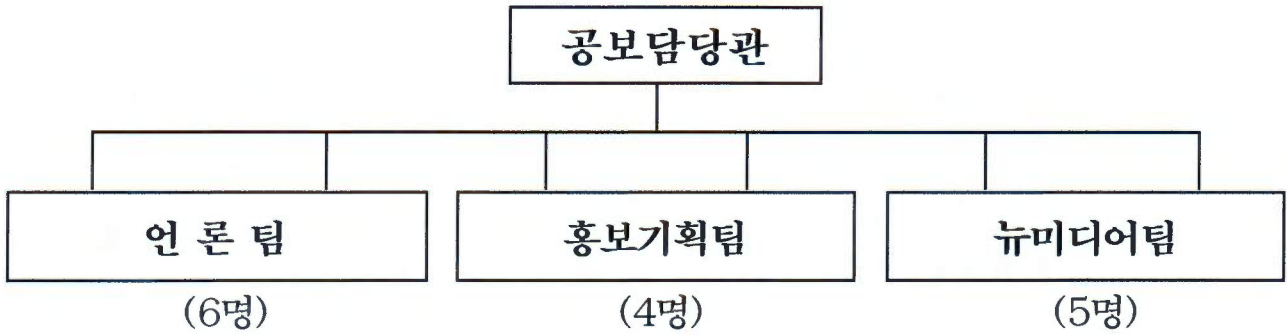 공보담당관
언 론 팀
홍보기획팀
뉴미디어팀
(6명)
(4명)
(5명)